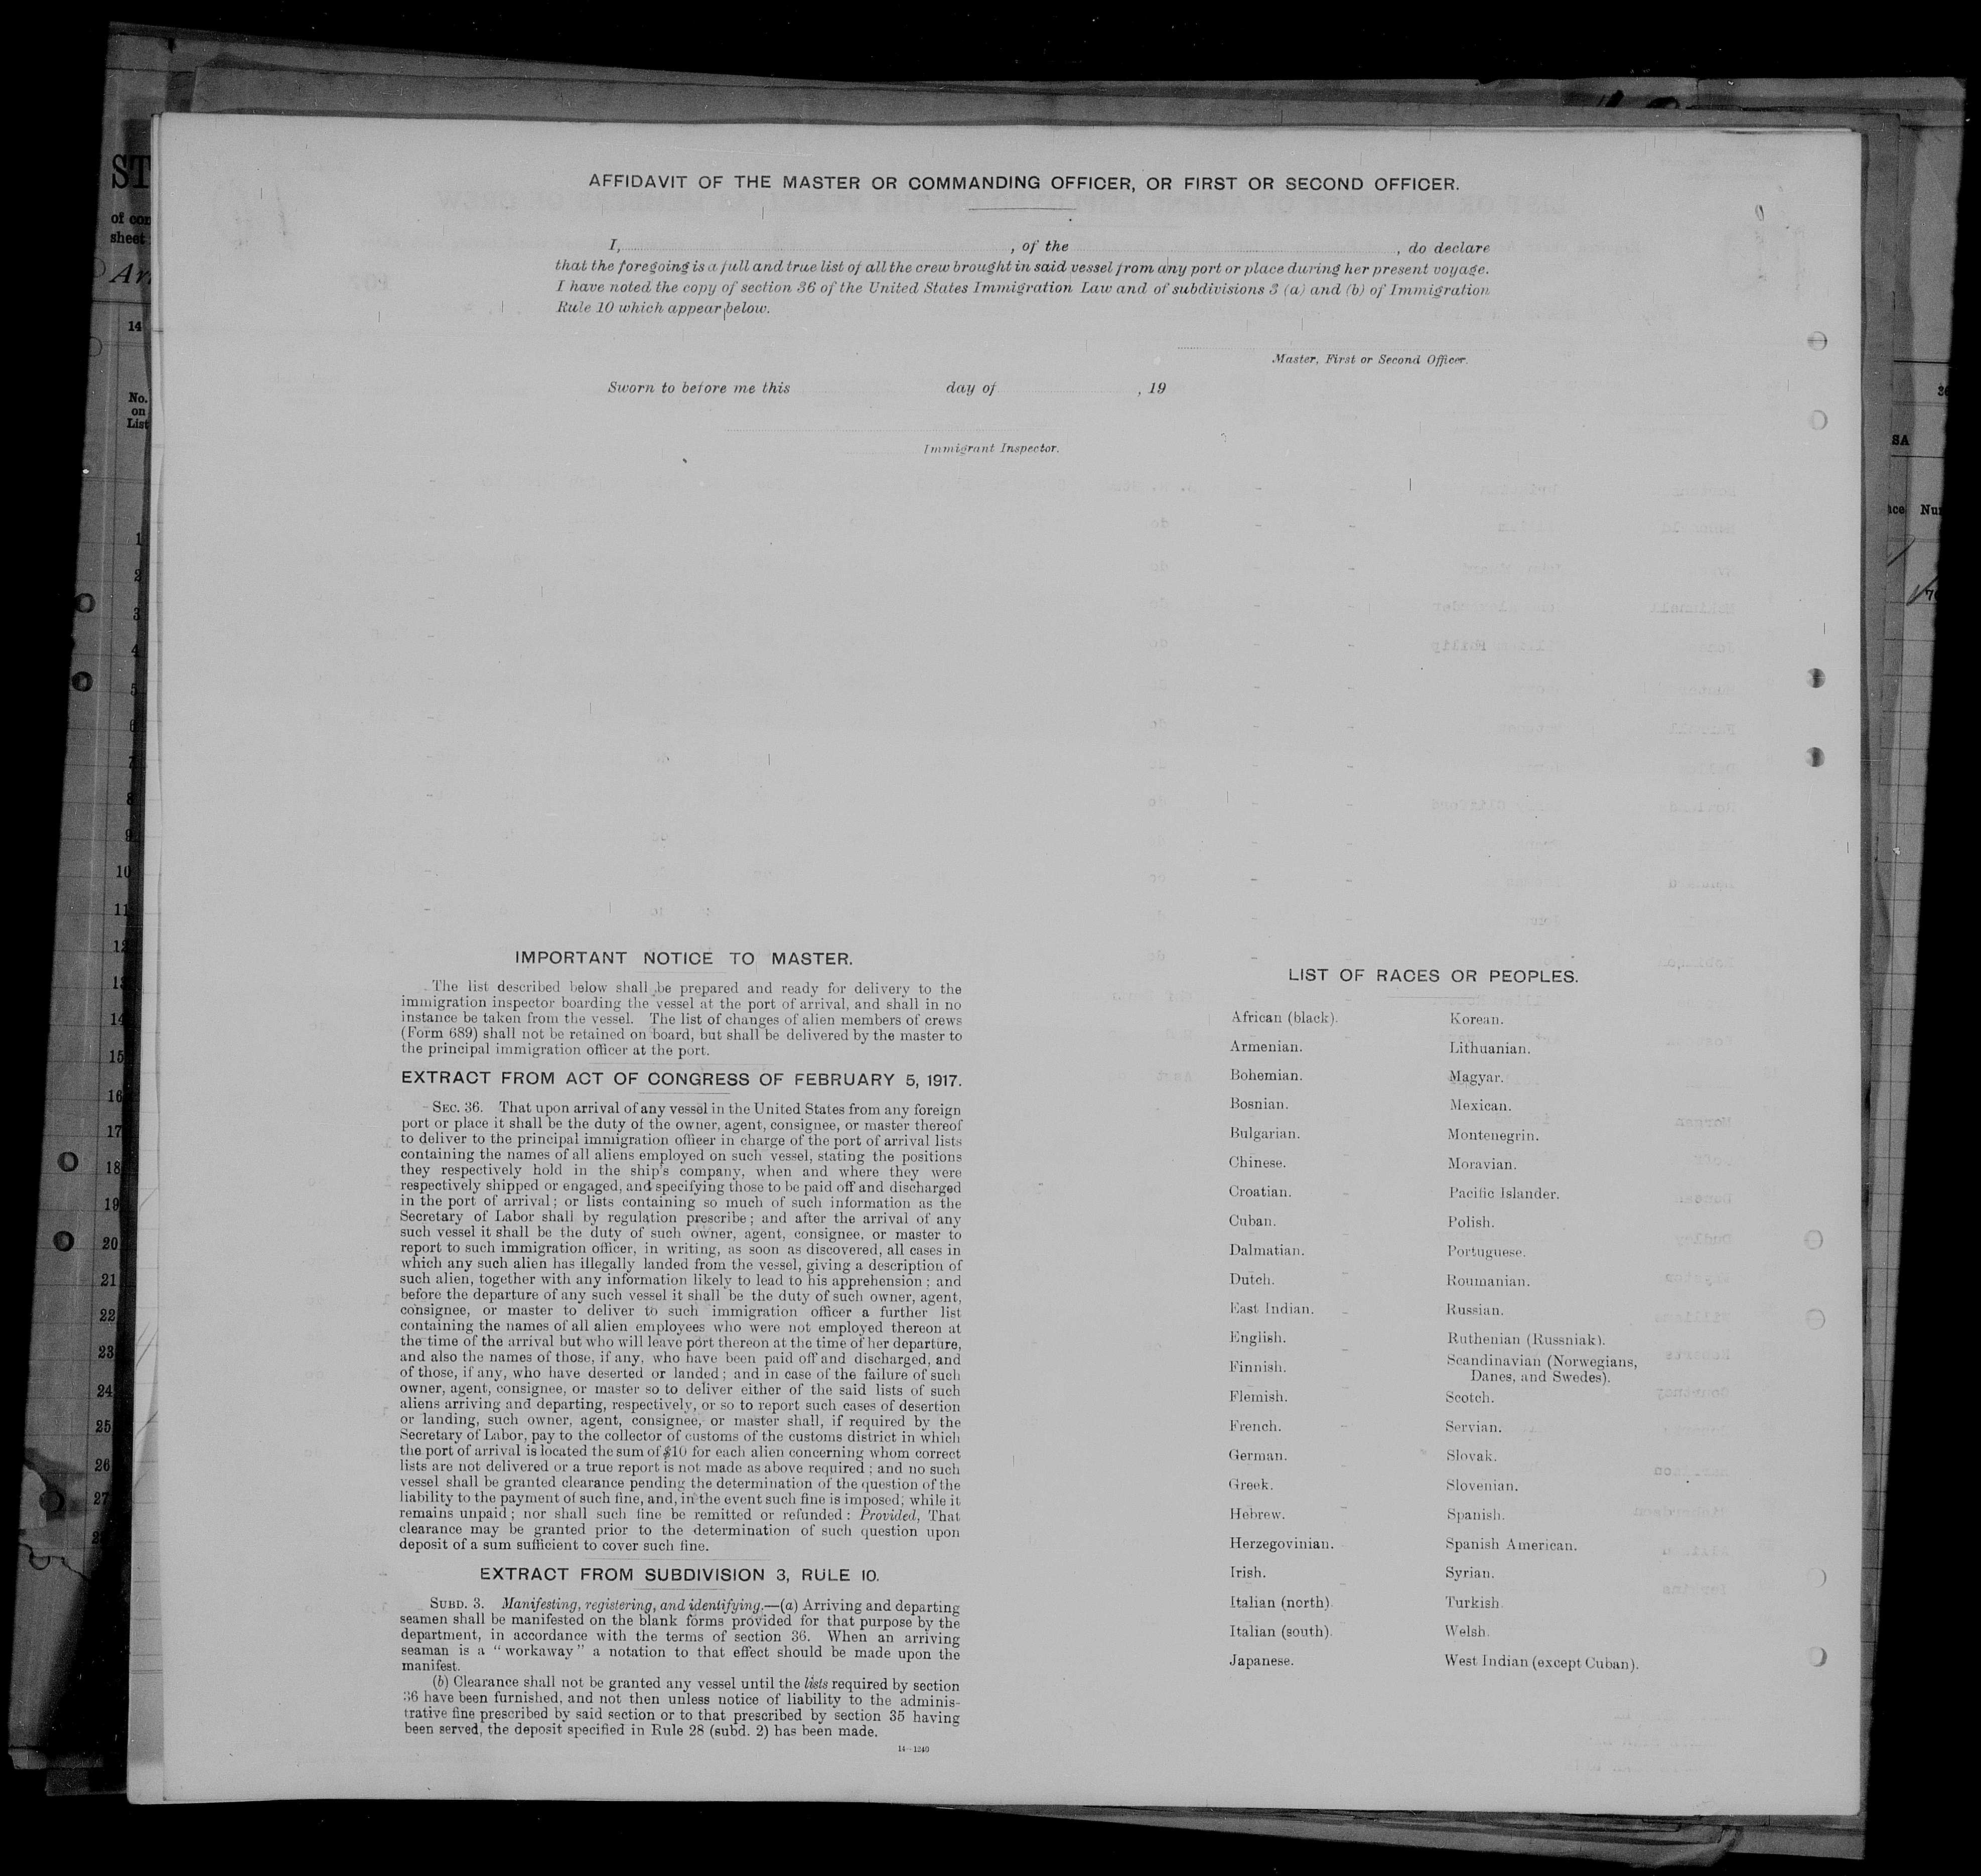 AFFIDAVIT OF THE MASTER OR COMMANDING OFFICER, OR FIRST OR SECOND OFFICER.
I, , of the , do declare
that the foregoing is a full and true list of all the crew brought in said vessel from any port or place during her present voyage.
I have noted the copy of section 36 of the United States Immigration Law and of subdivisions 3 (a) and (b) of Immigration
Rule 10 which appear below.
Master, First or Second Officer.
Sworn to before me this day of , 19
Immigrant Inspector.
IMPORTANT NOTICE TO MASTER.
The list described below shall be prepared and ready for delivery to the
immigration inspector boarding the vessel at the port of arrival, and shall in no
instance be taken from the vessel. The list of changes of alien members of crews
(Form 689) shall not be retained on board, but shall be delivered by the master to
the principal immigration officer at the port.
EXTRACT FROM ACT OF CONGRESS OF FEBRUARY 5, 1917.
SEC. 36. That upon arrival of any vessel in the United States from any foreign
port or place it shall be the duty of the owner, agent, consignee, or master thereof
to deliver to the principal immigration officer in charge of the port of arrival lists
containing the names of all aliens employed on such vessel, stating the positions
they respectively hold in the ship's company, when and where they were
respectively shipped or engaged, and specifying those to be paid off and discharged
in the port of arrival; or lists containing so much of such information as the
Secretary of Labor shall by regulation prescribe; and after the arrival of any
such vessel it shall be the duty of such owner, agent, consignee, or master to
report to such immigration officer, in writing, as soon as discovered, all cases in
which any such alien has illegally landed from the vessel, giving a description of
such alien, together with any information likely to lead to his apprehension; and
before the departure of any such vessel it shall be the duty of such owner, agent,
consignee, or master to deliver to such immigration officer a further list
containing the names of all alien employees who were not employed thereon at
the time of the arrival but who will leave port thereon at the time of her departure,
and also the names of those, if any, who have been paid off and discharged, and
of those, if any, who have deserted or landed; and in case of the failure of such
owner, agent, consignee, or master so to deliver either of the said lists of such
aliens arriving and departing, respectively, or so to report such cases of desertion
or landing, such owner, agent, consignee, or master shall, if required by the
Secretary of Labor, pay to the collector of customs of the customs district in which
the port of arrival is located the sum of $10 for each alien concerning whom correct
lists are not delivered or a true report is not made as above required; and no such
vessel shall be granted clearance pending the determination of the question of the
liability to the payment of such fine, and, in the event such fine is imposed, while it
remains unpaid; nor shall such fine be remitted or refunded: Provided, That
clearance may be granted prior to the determination of such question upon
deposit of a sum sufficient to cover such fine.
EXTRACT FROM SUBDIVISION 3, RULE 10.
SUBD. 3. Manifesting, registering, and identifying.—(a) Arriving and departing
seamen shall be manifested on the blank forms provided for that purpose by the
department, in accordance with the terms of section 36. When an arriving
seaman is a "workaway" a notation to that effect should be made upon the
manifest.
(b) Clearance shall not be granted any vessel until the lists required by section
36 have been furnished, and not then unless notice of liability to the adminis-
trative fine prescribed by said section or to that prescribed by section 35 having
been served, the deposit specified in Rule 28 (subd. 2) has been made.
14—1240
LIST OF RACES OR PEOPLES.
African (black).
Armenian.
Bohemian.
Bosnian.
Bulgarian.
Chinese.
Croatian.
Cuban.
Dalmatian.
Dutch.
East Indian.
English.
Finnish.
Flemish.
French.
German.
Greek.
Hebrew.
Herzegovinian.
Irish.
Italian (north).
Italian (south).
Japanese.
Korean.
Lithuanian.
Magyar.
Mexican.
Montenegrin.
Moravian.
Pacific Islander.
Polish.
Portuguese.
Roumanian.
Russian.
Ruthenian (Russniak).
Scandinavian (Norwegians,
Danes, and Swedes).
Scotch.
Servian.
Slovak.
Slovenian.
Spanish.
Spanish American.
Syrian.
Turkish.
Welsh.
West Indian (except Cuban).
of con
sheet
14
No.
on
List
1
2
3
4
5
6
7
8
9
10
11
12
13
14
15
16
17
18
19
20
21
22
23
24
25
26
27